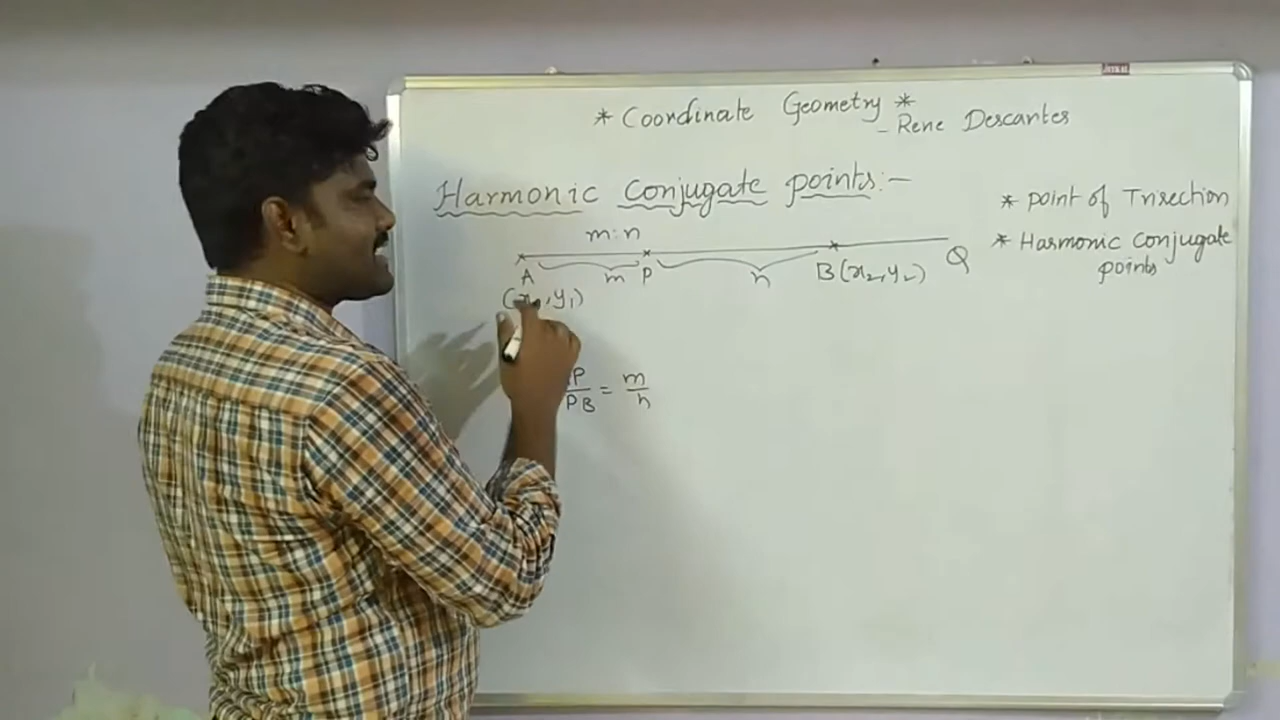 * Coordinate Geometry *
- Rene Descartes
Harmonic Conjugate points:-
* point of Trisection
* Harmonic Conjugate
points
m:n
A m P n B(x₂,y₂) Q
(x₁,y₁)
P/PB = m/n